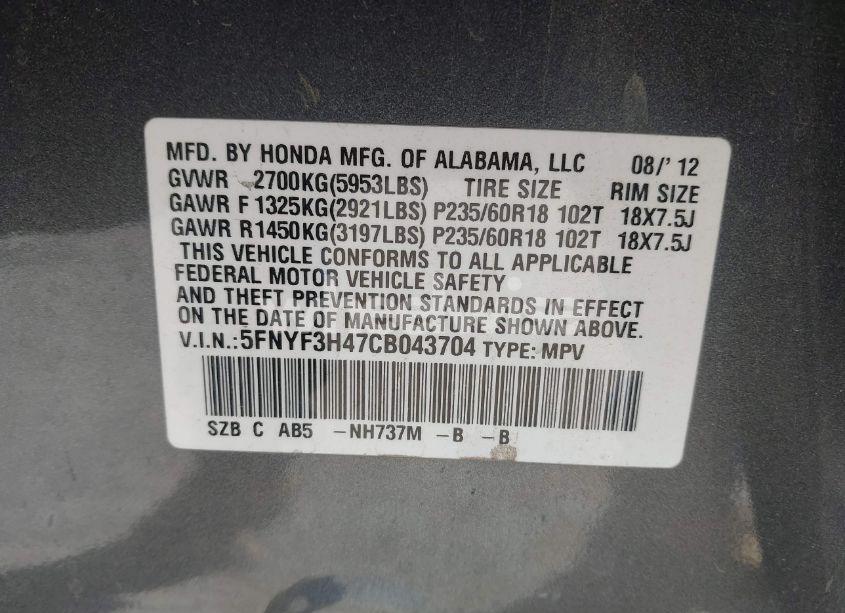 MFD. BY HONDA MFG. OF ALABAMA, LLC 08/' 12
GVWR 2700KG(5953LBS) TIRE SIZE RIM SIZE
GAWR F 1325KG(2921LBS) P235/60R18 102T 18X7.5J
GAWR R1450KG(3197LBS) P235/60R18 102T 18X7.5J
THIS VEHICLE CONFORMS TO ALL APPLICABLE
FEDERAL MOTOR VEHICLE SAFETY
AND THEFT PREVENTION STANDARDS IN EFFECT
ON THE DATE OF MANUFACTURE SHOWN ABOVE.
V.I.N.:5FNYF3H47CB043704 TYPE: MPV
SZB C AB5 -NH737M -B -B